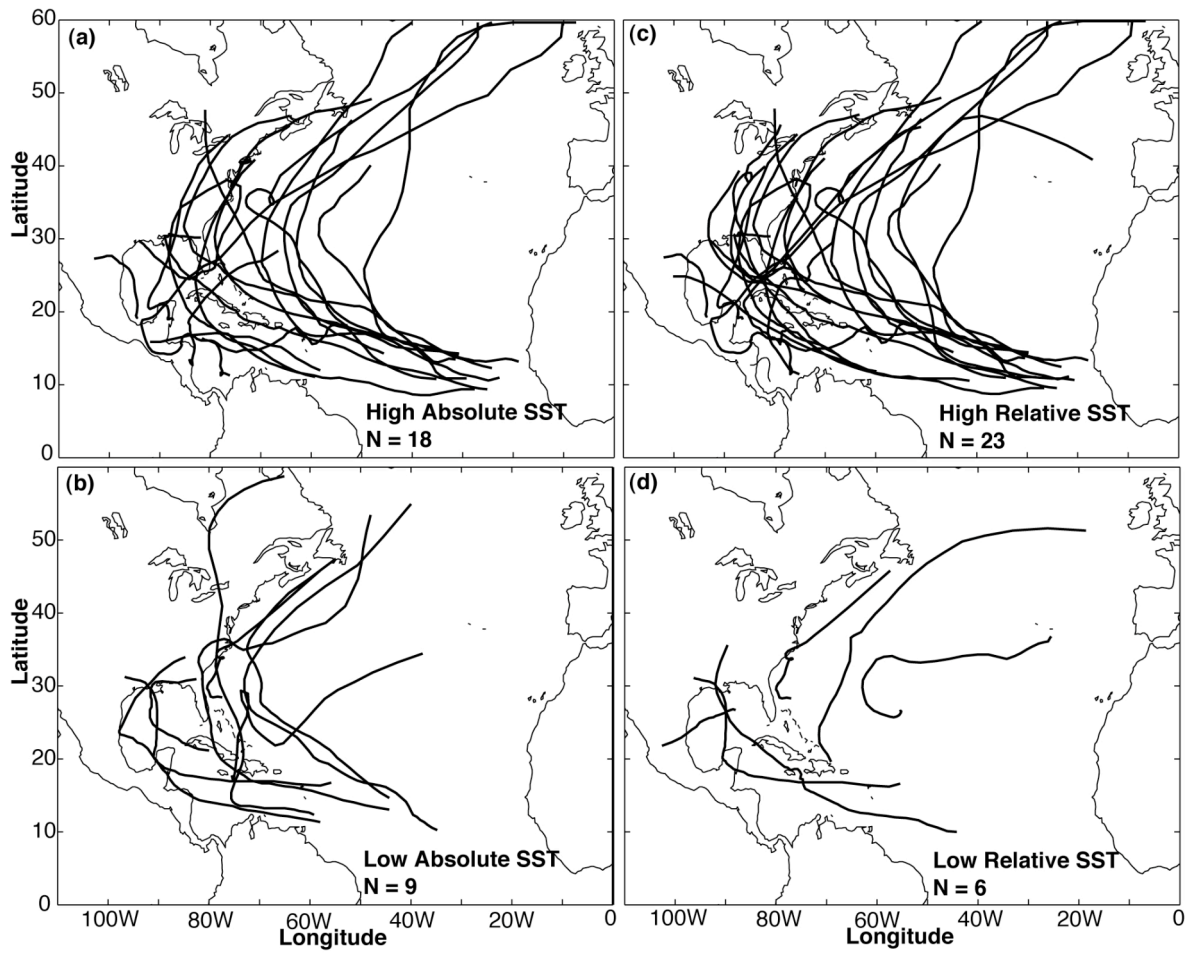 (a)
(c)
60
50
40
30
20
10
0
Latitude
High Absolute SST
N = 18
High Relative SST
N = 23
(b)
(d)
50
40
30
20
10
0
Latitude
Low Absolute SST
N = 9
Low Relative SST
N = 6
100W 80W 60W 40W 20W 0
100W 80W 60W 40W 20W 0
Longitude
Longitude